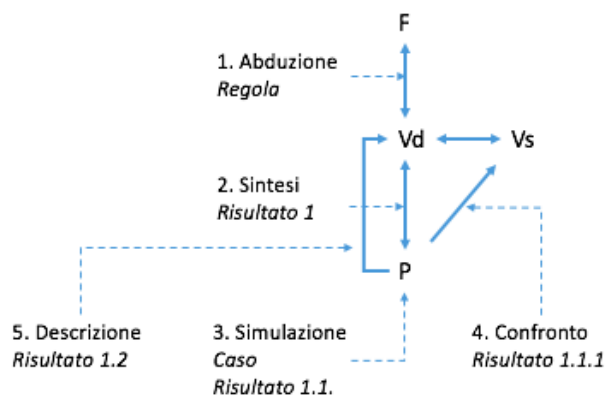 F
1. Abduzione
Regola
Vd
Vs
2. Sintesi
Risultato 1
P
5. Descrizione
Risultato 1.2
3. Simulazione
Caso
Risultato 1.1.
4. Confronto
Risultato 1.1.1